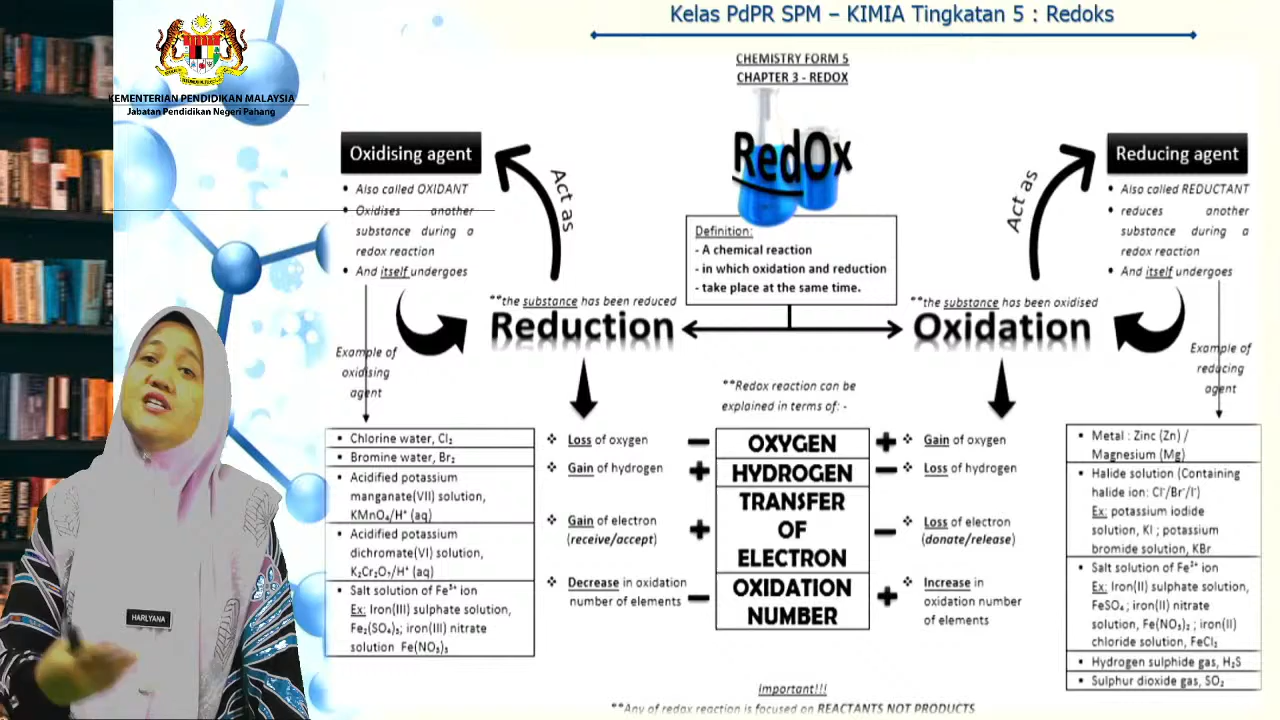 Kelas PdPR SPM – KIMIA Tingkatan 5 : Redoks
KEMENTERIAN PENDIDIKAN MALAYSIA
Jabatan Pendidikan Negeri Pahang
CHEMISTRY FORM 5
CHAPTER 3 - REDOX
RedOx
Definition:
- A chemical reaction
- in which oxidation and reduction
- take place at the same time.
Oxidising agent
• Also called OXIDANT
• Oxidises another
substance during a
redox reaction
• And itself undergoes
Act as
**the substance has been reduced
Reduction
Example of
oxidising
agent
• Chlorine water, Cl₂
• Bromine water, Br₂
• Acidified potassium
manganate(VII) solution,
KMnO₄/H⁺ (aq)
• Acidified potassium
dichromate(VI) solution,
K₂Cr₂O₇/H⁺ (aq)
• Salt solution of Fe³⁺ ion
Ex: Iron(III) sulphate solution,
Fe₂(SO₄)₃; iron(III) nitrate
solution Fe(NO₃)₃
❖ Loss of oxygen
❖ Gain of hydrogen
❖ Gain of electron
(receive/accept)
❖ Decrease in oxidation
number of elements
**Redox reaction can be
explained in terms of: -
– OXYGEN +
+ HYDROGEN –
TRANSFER
+ OF –
ELECTRON
OXIDATION
– NUMBER +
Reducing agent
• Also called REDUCTANT
• reduces another
substance during a
redox reaction
• And itself undergoes
Act as
**the substance has been oxidised
Oxidation
❖ Gain of oxygen
❖ Loss of hydrogen
❖ Loss of electron
(donate/release)
❖ Increase in
oxidation number
of elements
Example of
reducing
agent
• Metal : Zinc (Zn) /
Magnesium (Mg)
• Halide solution (Containing
halide ion: Cl⁻/Br⁻/I⁻)
Ex: potassium iodide
solution, KI ; potassium
bromide solution, KBr
• Salt solution of Fe²⁺ ion
Ex: Iron(II) sulphate solution,
FeSO₄ ; iron(II) nitrate
solution, Fe(NO₃)₂ ; iron(II)
chloride solution, FeCl₂
• Hydrogen sulphide gas, H₂S
• Sulphur dioxide gas, SO₂
Important!!!
**Any of redox reaction is focused on REACTANTS NOT PRODUCTS
HARLYANA